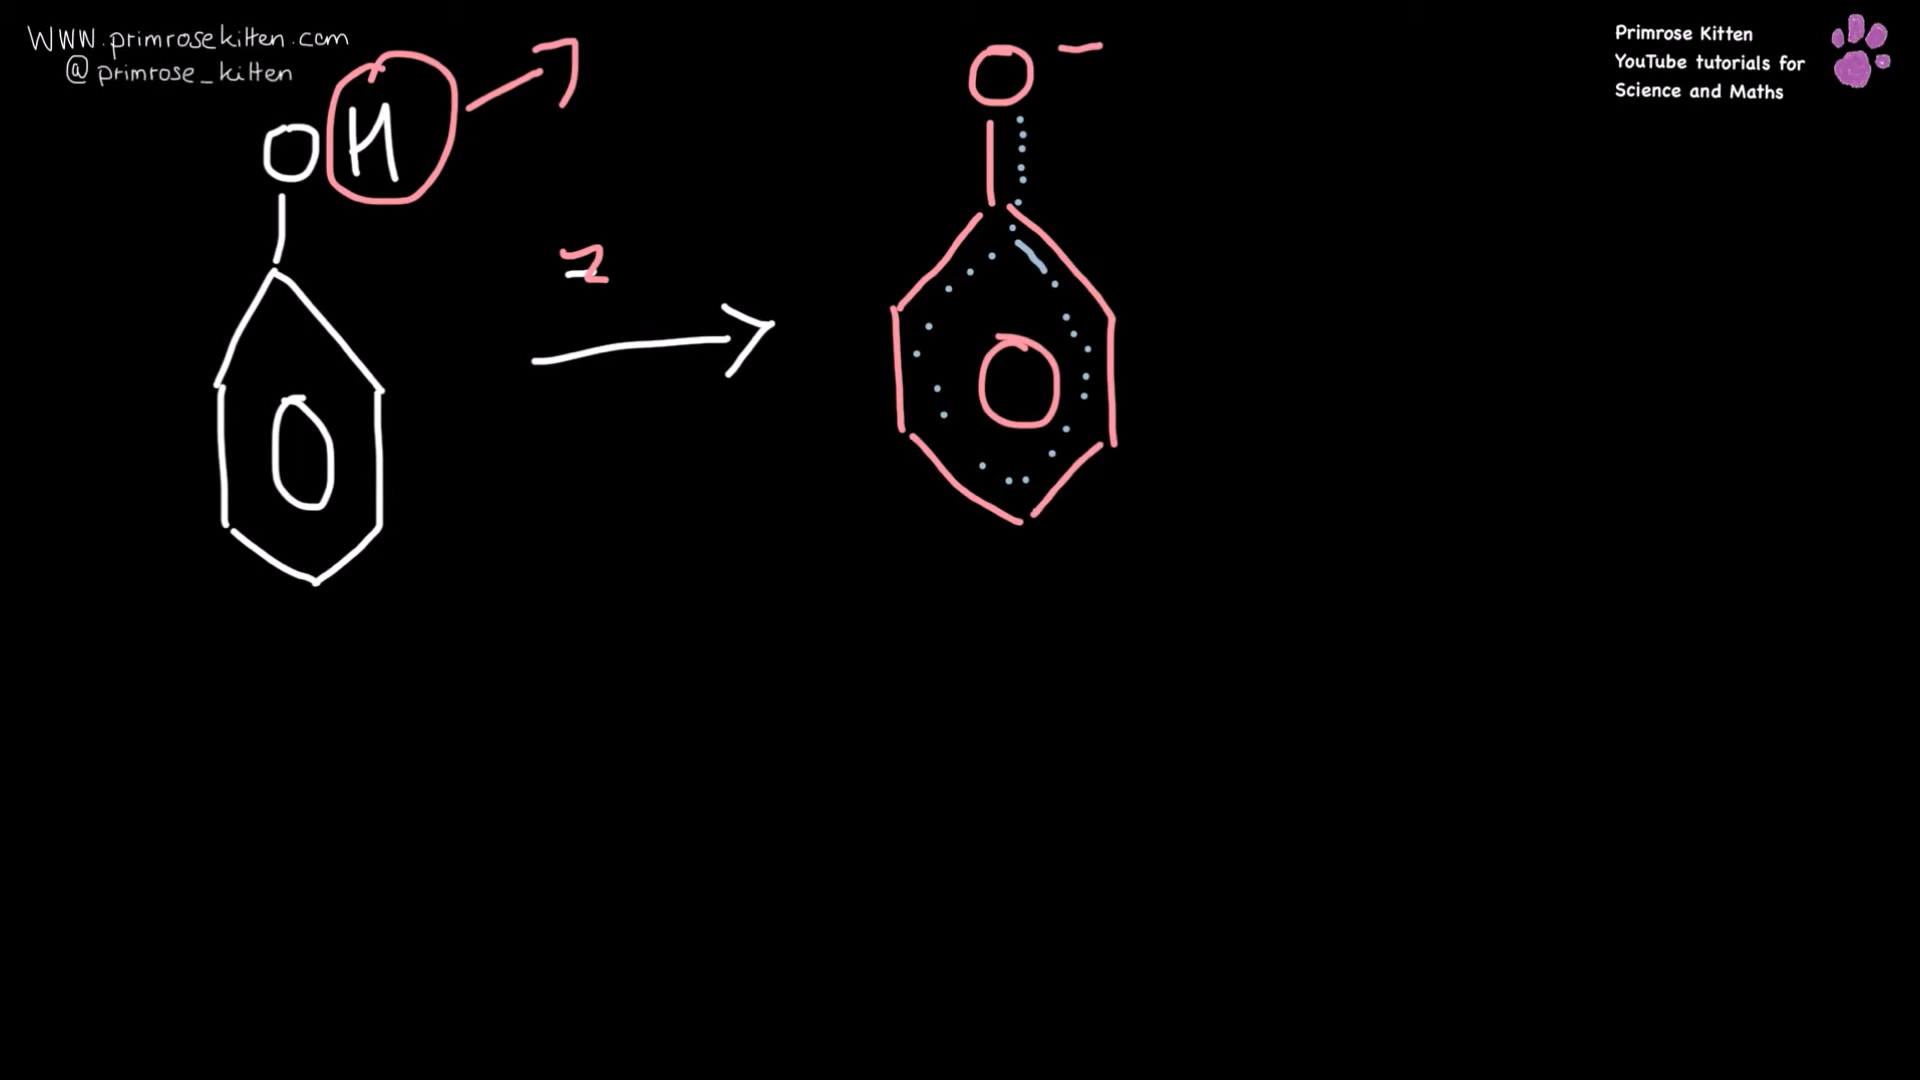 www.primrosekitten.com
@primrose_kitten
Primrose Kitten
YouTube tutorials for
Science and Maths
O -
OH